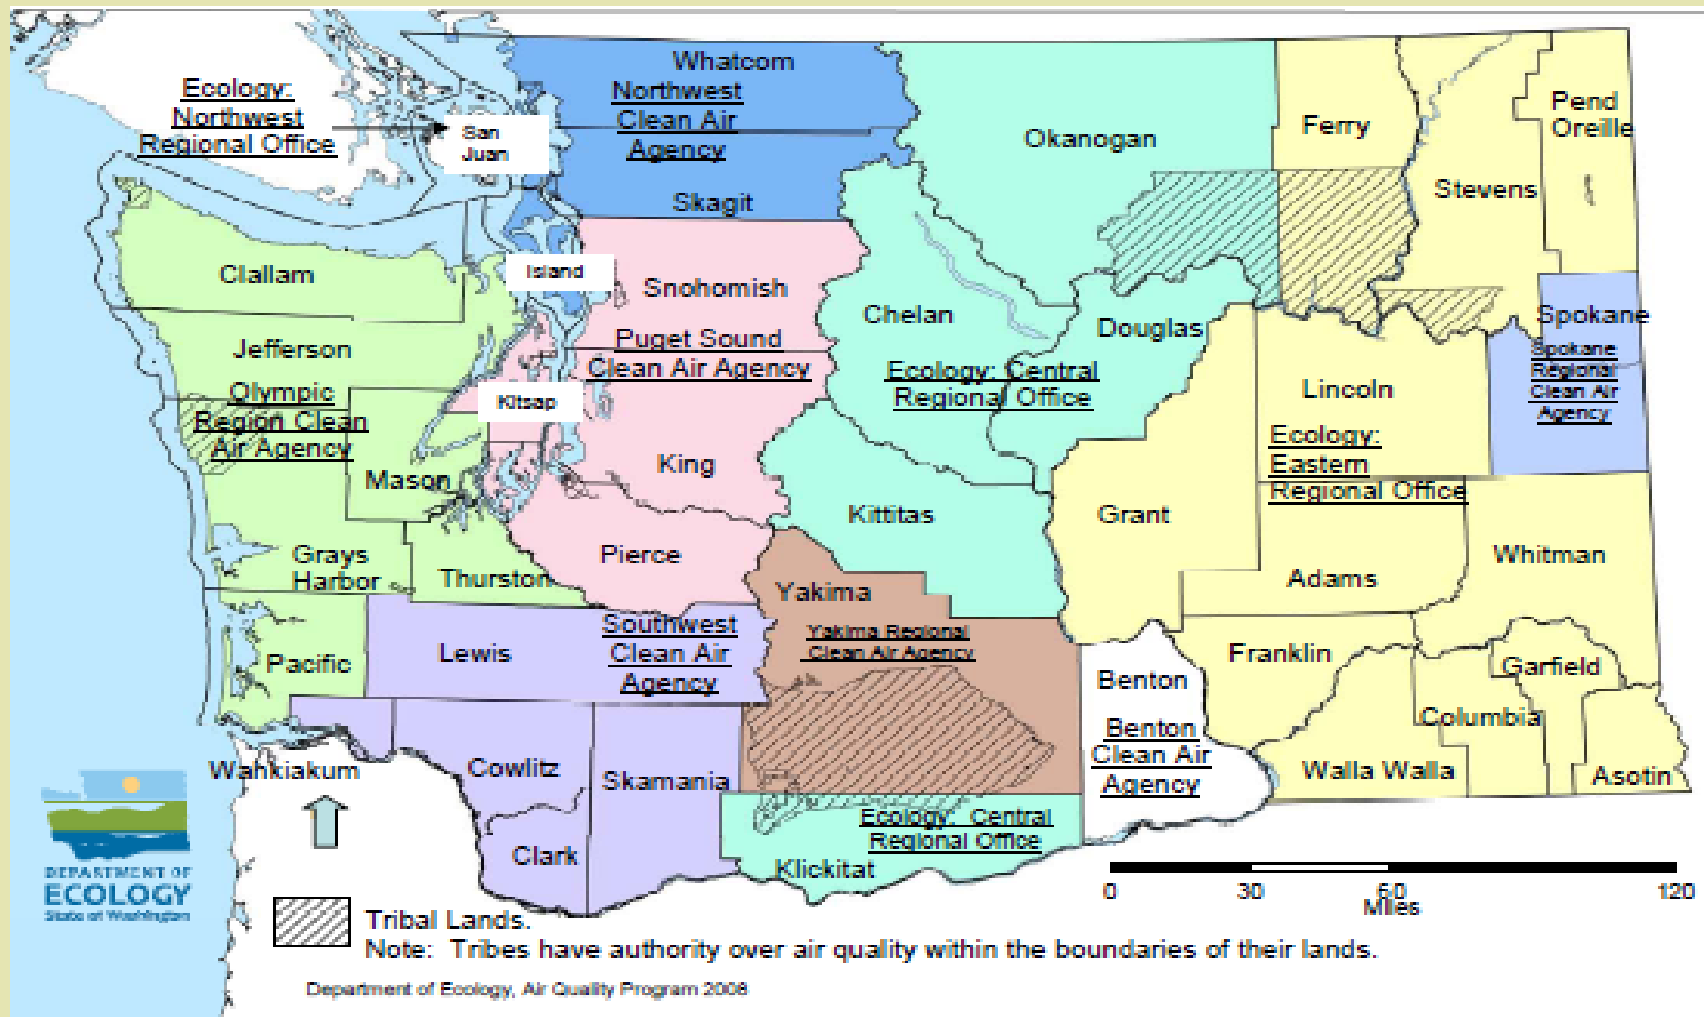 Whatcom
Northwest
Clean Air
Agency
Skagit
Ecology:
Northwest
Regional Office
San
Juan
Island
Clallam
Jefferson
Olympic
Region Clean
Air Agency
Mason
Grays
Harbor
Thurston
Pacific
Snohomish
Puget Sound
Clean Air Agency
Kitsap
King
Pierce
Okanogan
Chelan
Douglas
Ecology: Central
Regional Office
Kittitas
Yakima
Yakima Regional
Clean Air Agency
Ferry
Stevens
Pend
Oreille
Spokane
Spokane
Regional
Clean Air
Agency
Lincoln
Ecology:
Eastern
Regional Office
Grant
Adams
Whitman
Franklin
Garfield
Columbia
Walla Walla
Asotin
Benton
Benton
Clean Air
Agency
Lewis
Southwest
Clean Air
Agency
Wahkiakum
Cowlitz
Skamania
Clark
Ecology: Central
Regional Office
Klickitat
0 30 60 120
Miles
DEPARTMENT OF
ECOLOGY
State of Washington
Tribal Lands.
Note: Tribes have authority over air quality within the boundaries of their lands.
Department of Ecology, Air Quality Program 2008